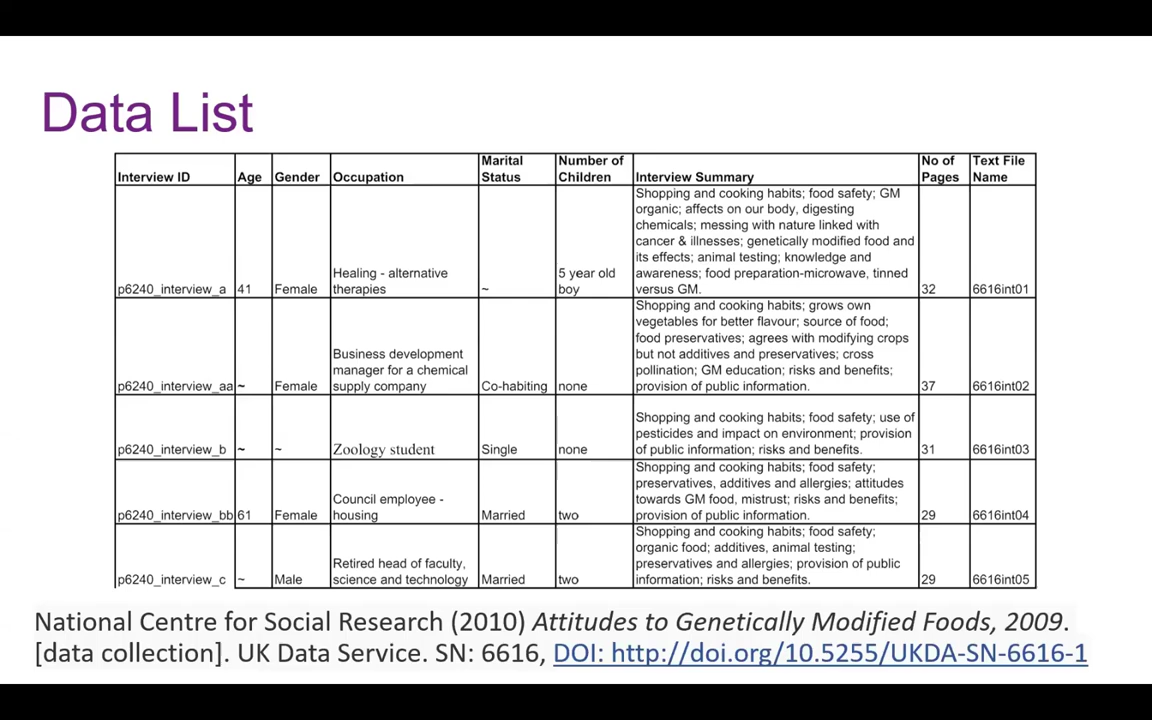 Data List
Interview ID Age Gender Occupation Marital Status Number of Children Interview Summary No of Pages Text File Name
Shopping and cooking habits; food safety; GM
organic; affects on our body, digesting
chemicals; messing with nature linked with
cancer & illnesses; genetically modified food and
its effects; animal testing; knowledge and
awareness; food preparation-microwave, tinned
versus GM.
p6240_interview_a 41 Female Healing - alternative therapies ~ 5 year old boy 32 6616int01
Shopping and cooking habits; grows own
vegetables for better flavour; source of food;
food preservatives; agrees with modifying crops
but not additives and preservatives; cross
pollination; GM education; risks and benefits;
provision of public information.
p6240_interview_aa ~ Female Business development manager for a chemical supply company Co-habiting none 37 6616int02
Shopping and cooking habits; food safety; use of
pesticides and impact on environment; provision
of public information; risks and benefits.
p6240_interview_b ~ ~ Zoology student Single none 31 6616int03
Shopping and cooking habits; food safety;
preservatives, additives and allergies; attitudes
towards GM food, mistrust; risks and benefits;
provision of public information.
p6240_interview_bb 61 Female Council employee - housing Married two 29 6616int04
Shopping and cooking habits; food safety;
organic food; additives, animal testing;
preservatives and allergies; provision of public
information; risks and benefits.
p6240_interview_c ~ Male Retired head of faculty, science and technology Married two 29 6616int05
National Centre for Social Research (2010) Attitudes to Genetically Modified Foods, 2009.
[data collection]. UK Data Service. SN: 6616, DOI: http://doi.org/10.5255/UKDA-SN-6616-1